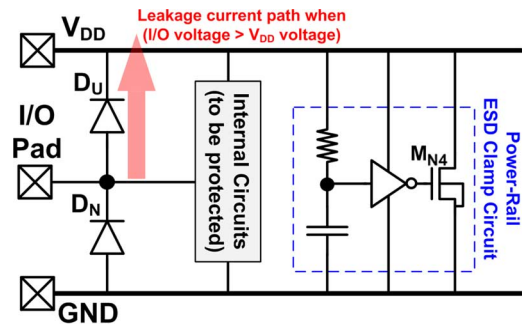 Leakage current path when
(I/O voltage > VDD voltage)
VDD
DU
I/O
Pad
DN
GND
Internal Circuits
(to be protected)
MN4
Power-Rail
ESD Clamp Circuit